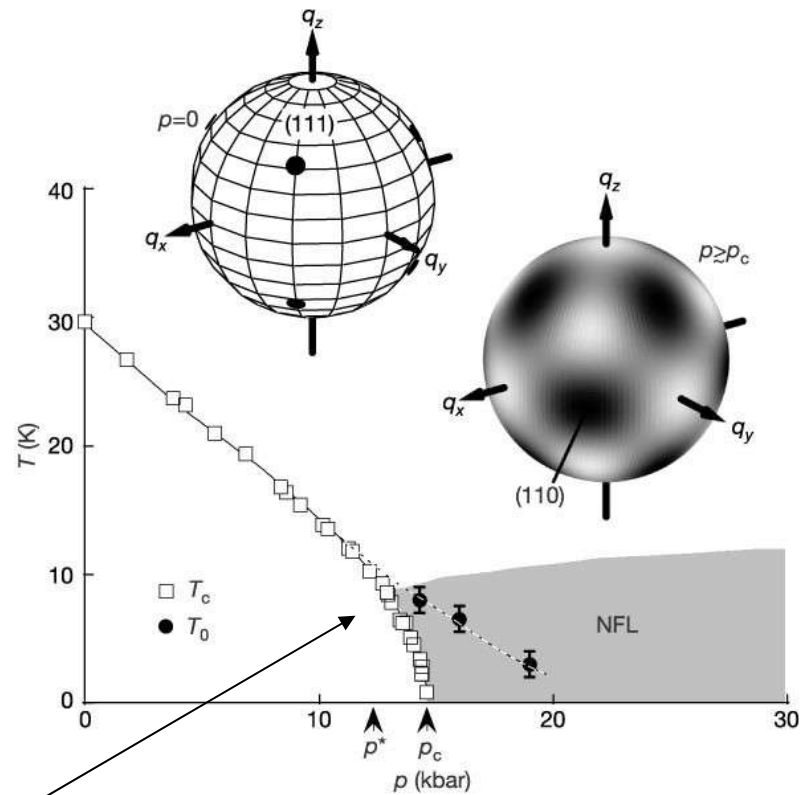 q_z
p=0
(111)
q_x
q_y
q_z
p≳p_c
q_x
q_y
(110)
T (K)
40
30
20
10
0
T_c
T_0
NFL
0
10
20
30
p*
p_c
p (kbar)